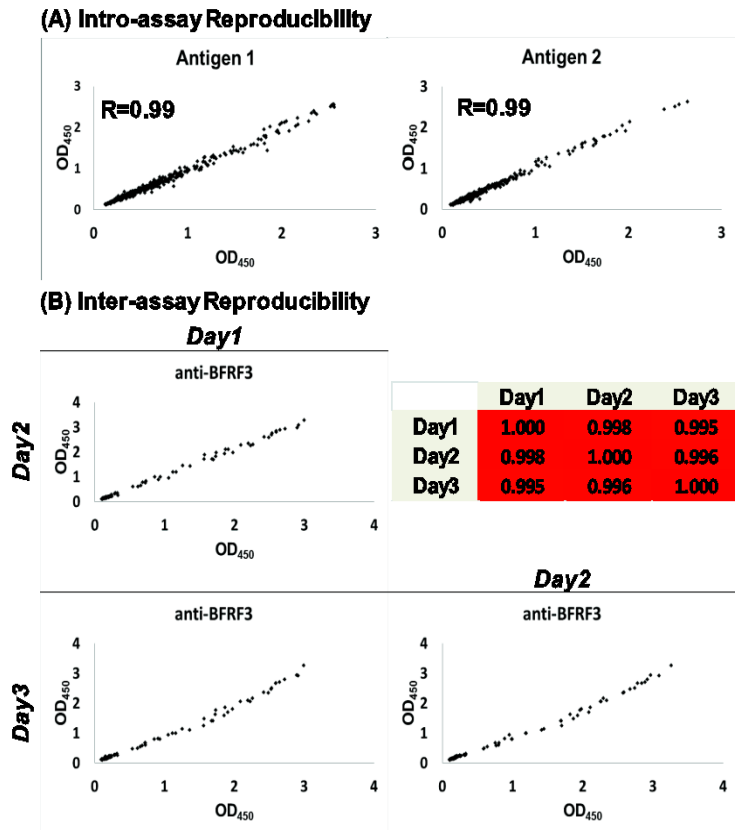 (A) Intro-assay Reproducibility
Antigen 1
R=0.99
OD450
3
2
1
0
0 1 2 3
OD450
Antigen 2
R=0.99
OD450
3
2
1
0
0 1 2 3
OD450
(B) Inter-assay Reproducibility
Day1
Day2
anti-BFRF3
OD450
4
3
2
1
0
0 1 2 3 4
OD450
Day1 Day2 Day3
Day1 1.000 0.998 0.995
Day2 0.998 1.000 0.996
Day3 0.995 0.996 1.000
Day2
Day3
anti-BFRF3
OD450
4
3
2
1
0
0 1 2 3 4
OD450
anti-BFRF3
OD450
4
3
2
1
0
0 1 2 3 4
OD450